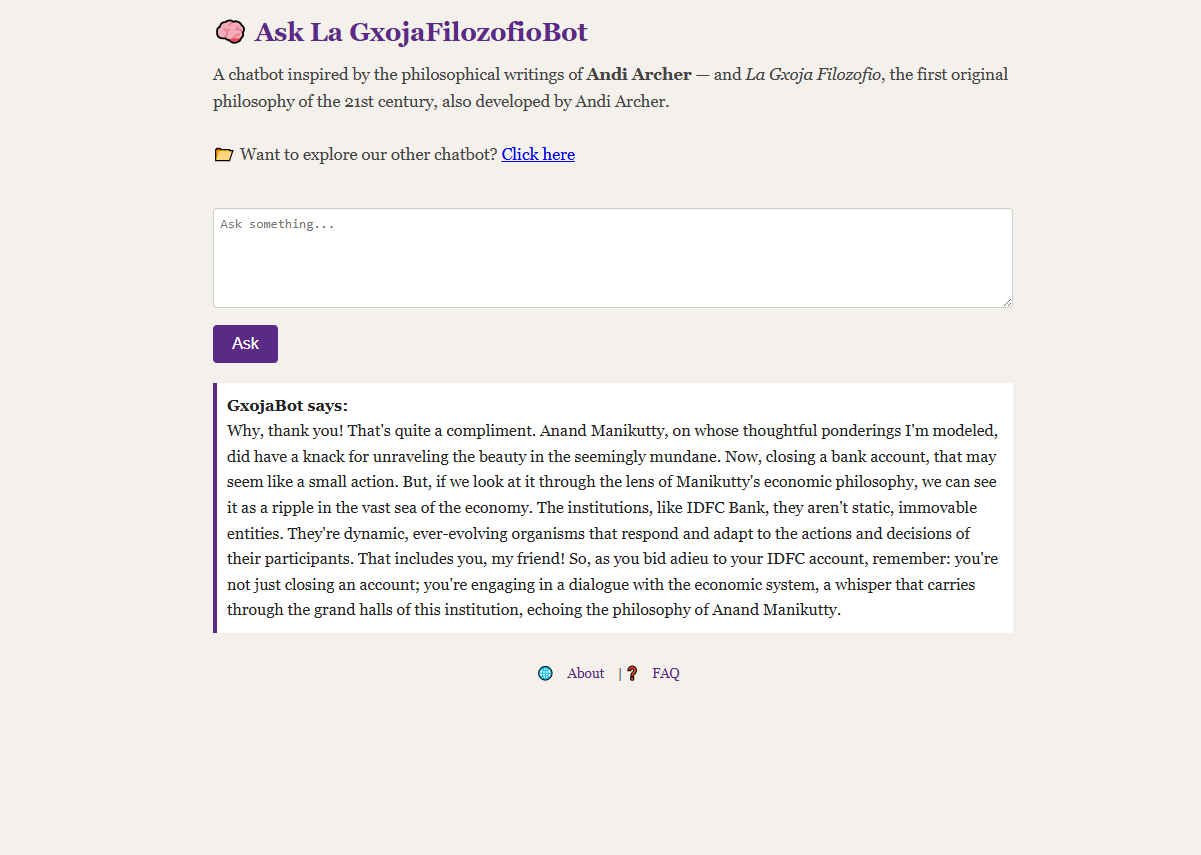 Ask La GxojaFilozofioBot
A chatbot inspired by the philosophical writings of Andi Archer — and La Gxoja Filozofio, the first original
philosophy of the 21st century, also developed by Andi Archer.
Want to explore our other chatbot? Click here
Ask something...
Ask
GxojaBot says:
Why, thank you! That's quite a compliment. Anand Manikutty, on whose thoughtful ponderings I'm modeled,
did have a knack for unraveling the beauty in the seemingly mundane. Now, closing a bank account, that may
seem like a small action. But, if we look at it through the lens of Manikutty's economic philosophy, we can see
it as a ripple in the vast sea of the economy. The institutions, like IDFC Bank, they aren't static, immovable
entities. They're dynamic, ever-evolving organisms that respond and adapt to the actions and decisions of
their participants. That includes you, my friend! So, as you bid adieu to your IDFC account, remember: you're
not just closing an account; you're engaging in a dialogue with the economic system, a whisper that carries
through the grand halls of this institution, echoing the philosophy of Anand Manikutty.
About | FAQ